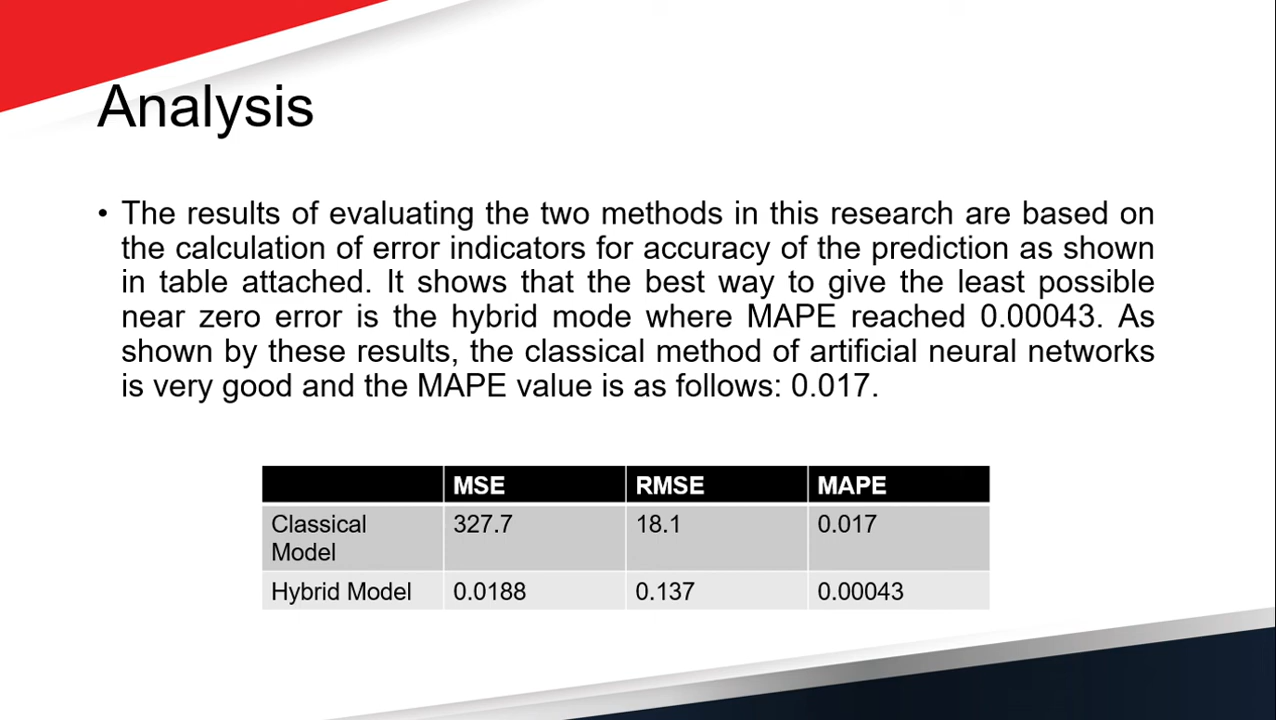 Analysis
• The results of evaluating the two methods in this research are based on
the calculation of error indicators for accuracy of the prediction as shown
in table attached. It shows that the best way to give the least possible
near zero error is the hybrid mode where MAPE reached 0.00043. As
shown by these results, the classical method of artificial neural networks
is very good and the MAPE value is as follows: 0.017.
MSE RMSE MAPE
Classical 327.7 18.1 0.017
Model
Hybrid Model 0.0188 0.137 0.00043